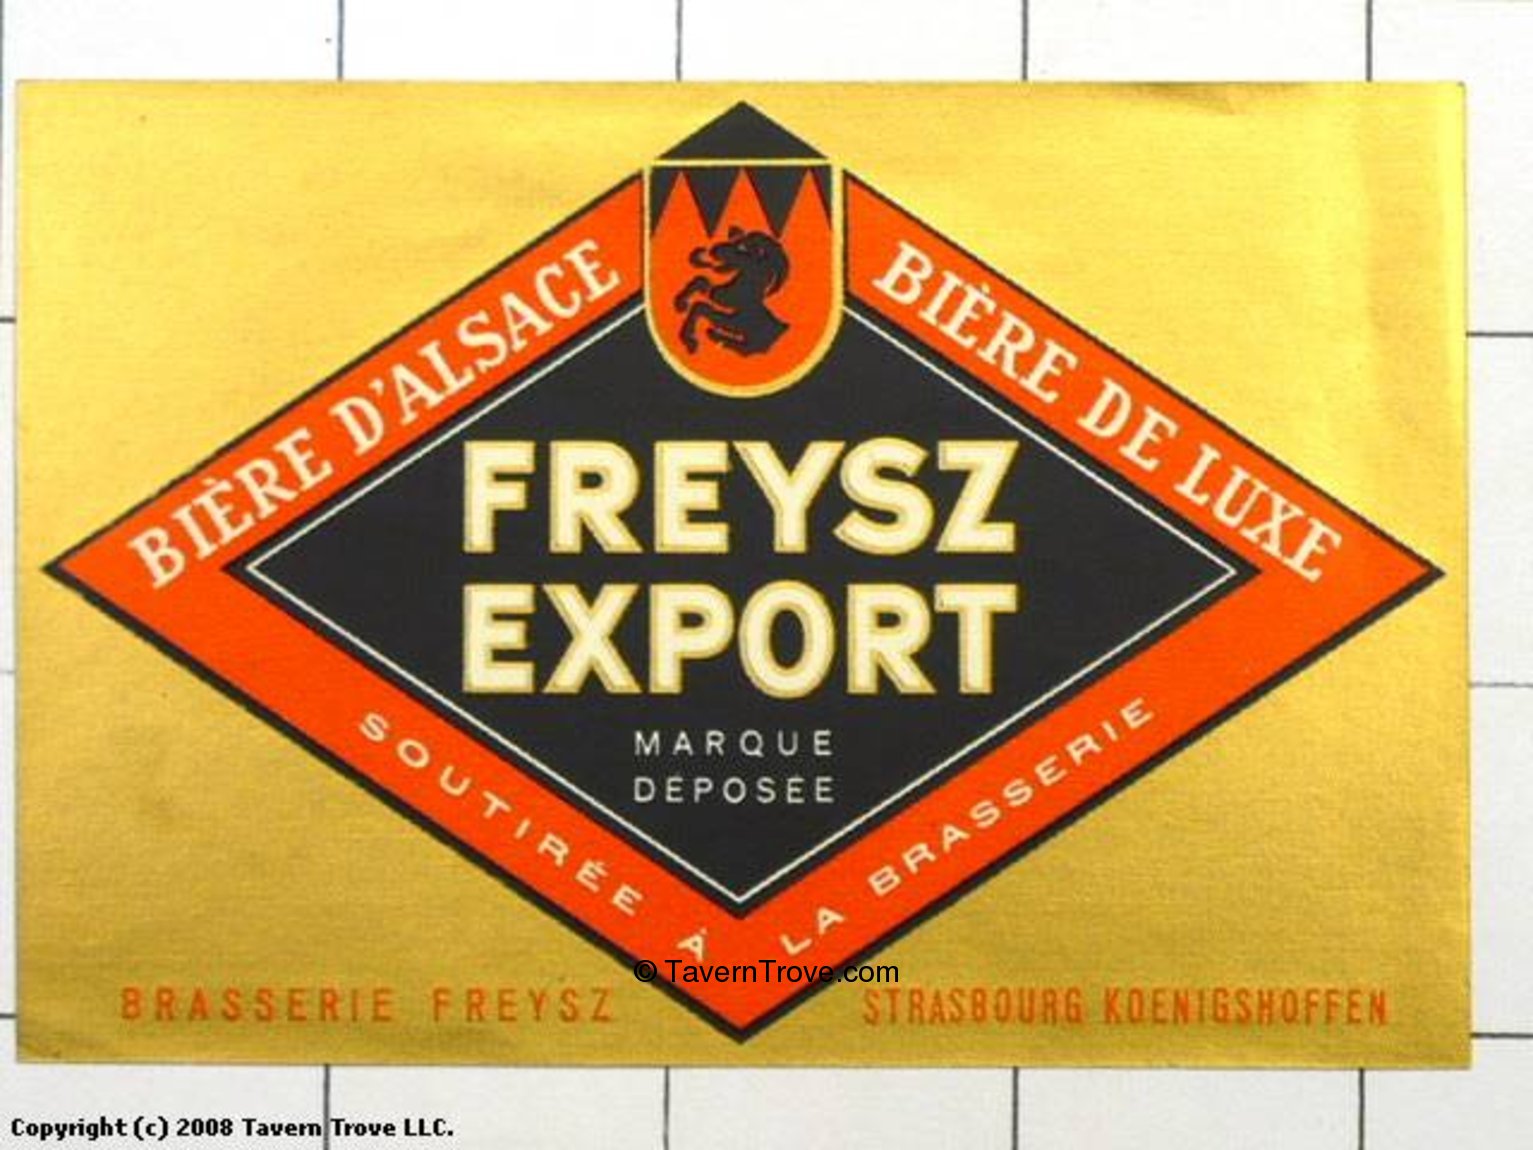 BIÈRE D'ALSACE
BIÈRE DE LUXE
FREYSZ
EXPORT
MARQUE
DÉPOSÉE
SOUTIRÉE À LA BRASSERIE
© TavernTrove.com
BRASSERIE FREYSZ
STRASBOURG KOENIGSHOFFEN
Copyright (c) 2008 Tavern Trove LLC.